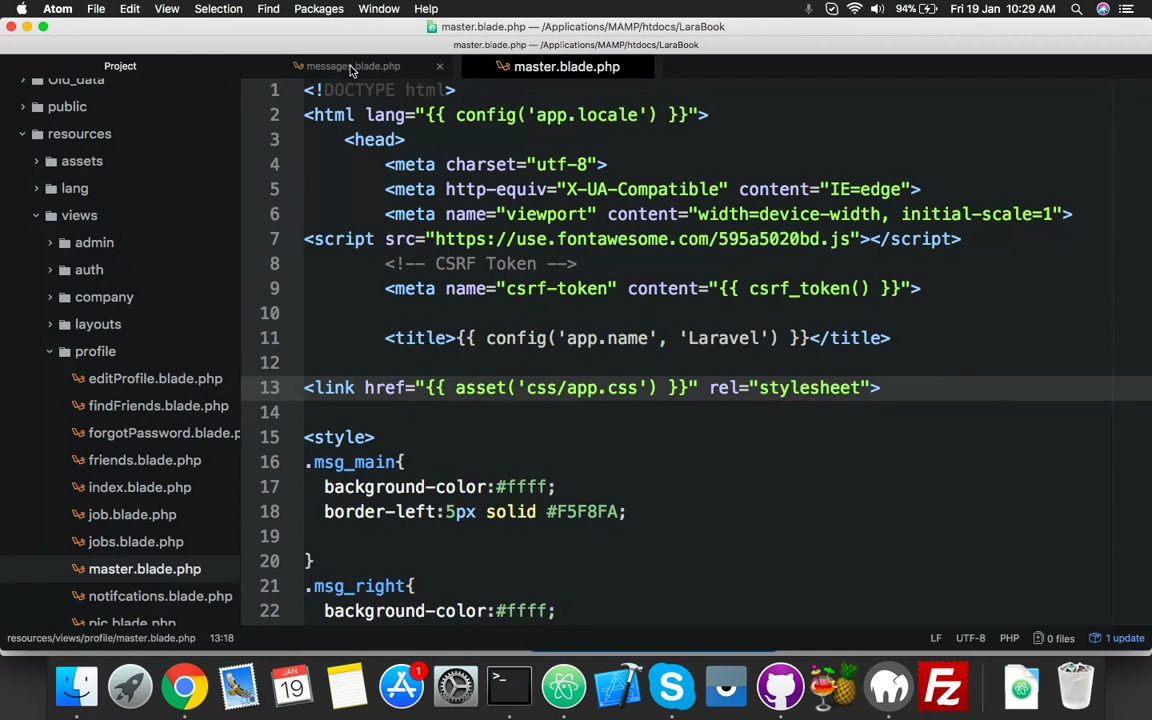 Atom File Edit View Selection Find Packages Window Help 94% Fri 19 Jan 10:29 AM
master.blade.php — /Applications/MAMP/htdocs/LaraBook
master.blade.php — /Applications/MAMP/htdocs/LaraBook
Project
messages.blade.php
master.blade.php
Old_data
public
resources
assets
lang
views
admin
auth
company
layouts
profile
editProfile.blade.php
findFriends.blade.php
forgotPassword.blade.p
friends.blade.php
index.blade.php
job.blade.php
jobs.blade.php
master.blade.php
notifcations.blade.php
pic.blade.php
1 <!DOCTYPE html>
2 <html lang="{{ config('app.locale') }}">
3 <head>
4 <meta charset="utf-8">
5 <meta http-equiv="X-UA-Compatible" content="IE=edge">
6 <meta name="viewport" content="width=device-width, initial-scale=1">
7 <script src="https://use.fontawesome.com/595a5020bd.js"></script>
8 <!-- CSRF Token -->
9 <meta name="csrf-token" content="{{ csrf_token() }}">
10
11 <title>{{ config('app.name', 'Laravel') }}</title>
12
13 <link href="{{ asset('css/app.css') }}" rel="stylesheet">
14
15 <style>
16 .msg_main{
17 background-color:#ffff;
18 border-left:5px solid #F5F8FA;
19
20 }
21 .msg_right{
22 background-color:#ffff;
resources/views/profile/master.blade.php 13:18 LF UTF-8 PHP 0 files 1 update
JAN
19
1